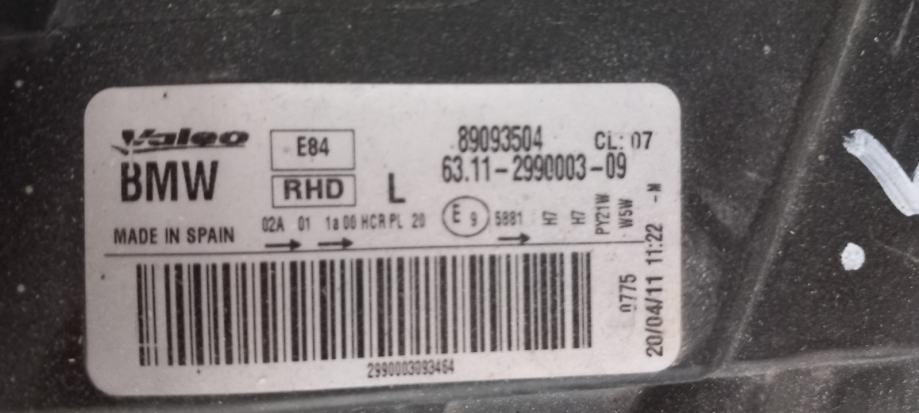 Valeo
BMW
MADE IN SPAIN
E84
RHD
L
89093504 CL: 07
63.11-2990003-09
02A 01 1a 00 HCR PL 20 E 9 5881 H7 H7 PY21W W5W -N
0775
20/04/11 11:22
2990003093464